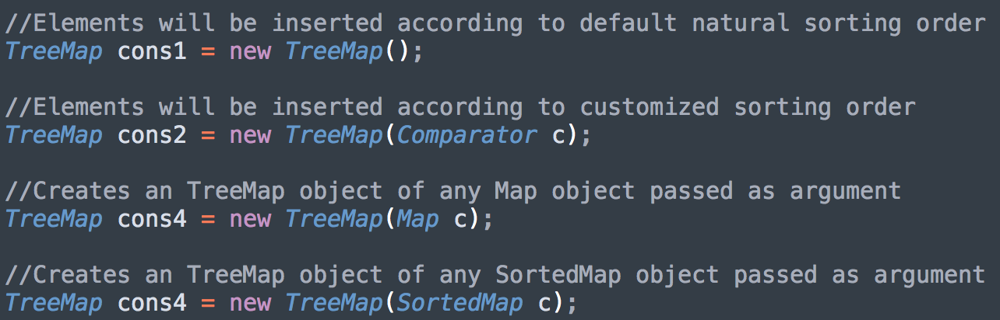 //Elements will be inserted according to default natural sorting order
TreeMap cons1 = new TreeMap();
//Elements will be inserted according to customized sorting order
TreeMap cons2 = new TreeMap(Comparator c);
//Creates an TreeMap object of any Map object passed as argument
TreeMap cons4 = new TreeMap(Map c);
//Creates an TreeMap object of any SortedMap object passed as argument
TreeMap cons4 = new TreeMap(SortedMap c);